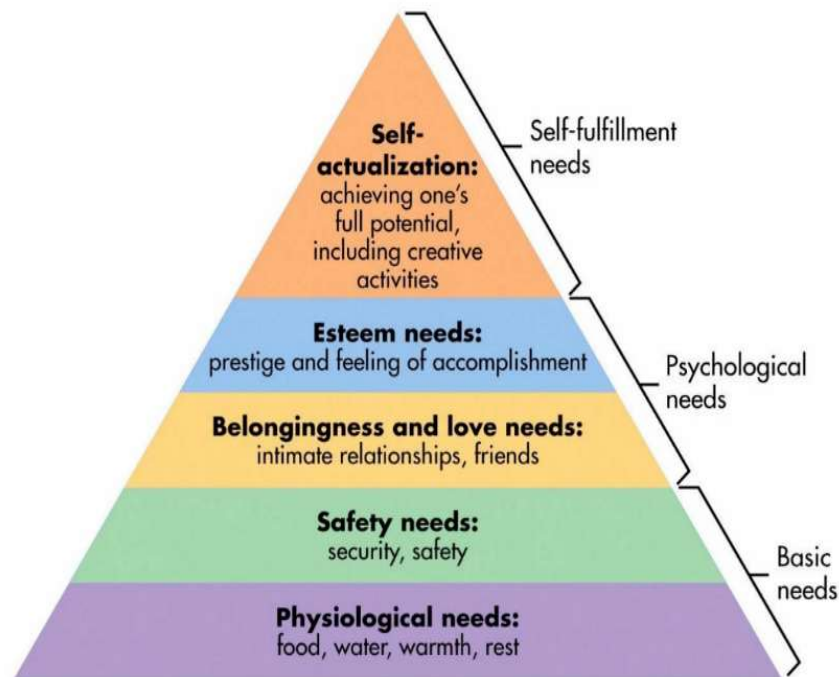 Self-
actualization:
achieving one's
full potential,
including creative
activities
Self-fulfillment
needs
Esteem needs:
prestige and feeling of accomplishment
Belongingness and love needs:
intimate relationships, friends
Psychological
needs
Safety needs:
security, safety
Physiological needs:
food, water, warmth, rest
Basic
needs